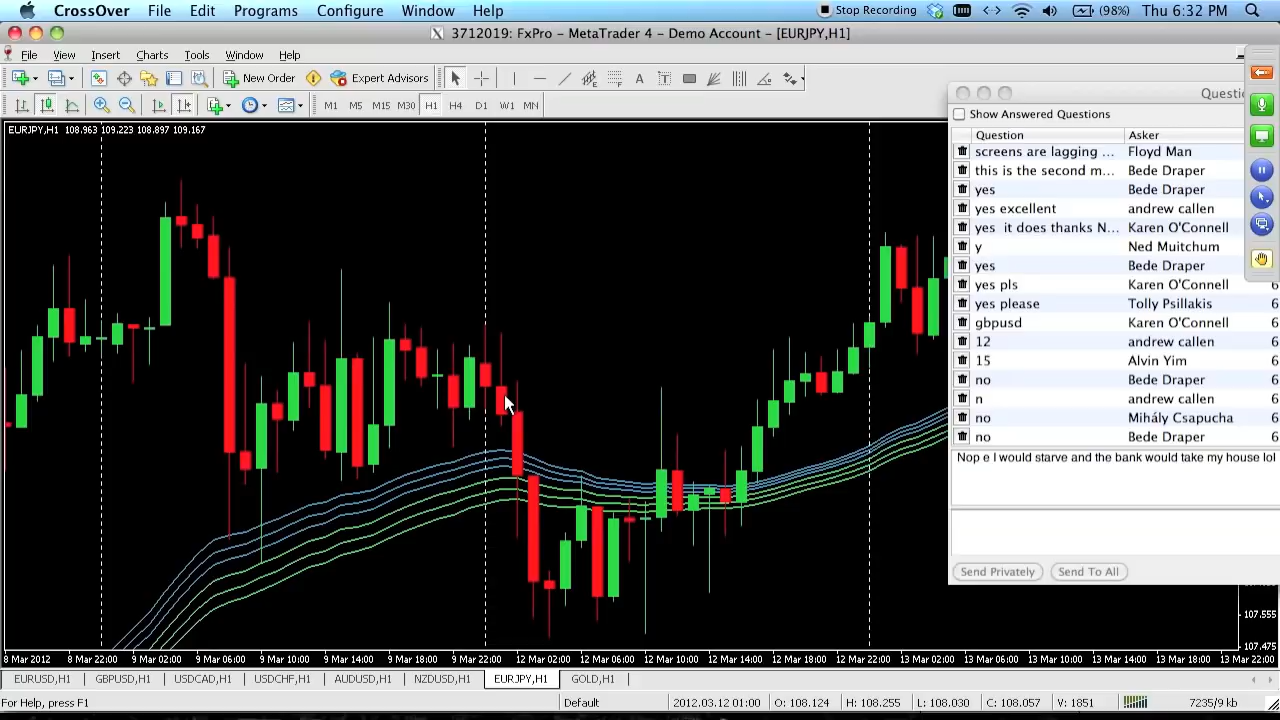 CrossOver File Edit Programs Configure Window Help Stop Recording (98%) Thu 6:32 PM
3712019: FxPro - MetaTrader 4 - Demo Account - [EURJPY,H1]
File View Insert Charts Tools Window Help
New Order Expert Advisors A T
M1 M5 M15 M30 H1 H4 D1 W1 MN
EURJPY,H1 108.963 109.223 108.897 109.167
Show Answered Questions
Question Asker
screens are lagging ... Floyd Man
this is the second m... Bede Draper
yes Bede Draper
yes excellent andrew callen
yes it does thanks N... Karen O'Connell
y Ned Muitchum
yes Bede Draper
yes pls Karen O'Connell 6
yes please Tolly Psillakis 6
gbpusd Karen O'Connell 6
12 andrew callen 6
15 Alvin Yim 6
no Bede Draper 6
n andrew callen 6
no Mihály Csapucha 6
no Bede Draper 6
Nop e I would starve and the bank would take my house lol
Send Privately Send To All
107.555
107.475
8 Mar 2012 8 Mar 22:00 9 Mar 02:00 9 Mar 06:00 9 Mar 10:00 9 Mar 14:00 9 Mar 18:00 9 Mar 22:00 12 Mar 02:00 12 Mar 06:00 12 Mar 10:00 12 Mar 14:00 12 Mar 18:00 12 Mar 22:00 13 Mar 02:00 13 Mar 06:00 13 Mar 10:00 13 Mar 14:00 13 Mar 18:00 13 Mar 22:00
EURUSD,H1 GBPUSD,H1 USDCAD,H1 USDCHF,H1 AUDUSD,H1 NZDUSD,H1 EURJPY,H1 GOLD,H1
For Help, press F1 Default 2012.03.12 01:00 O: 108.124 H: 108.255 L: 108.030 C: 108.057 V: 1851 7235/9 kb